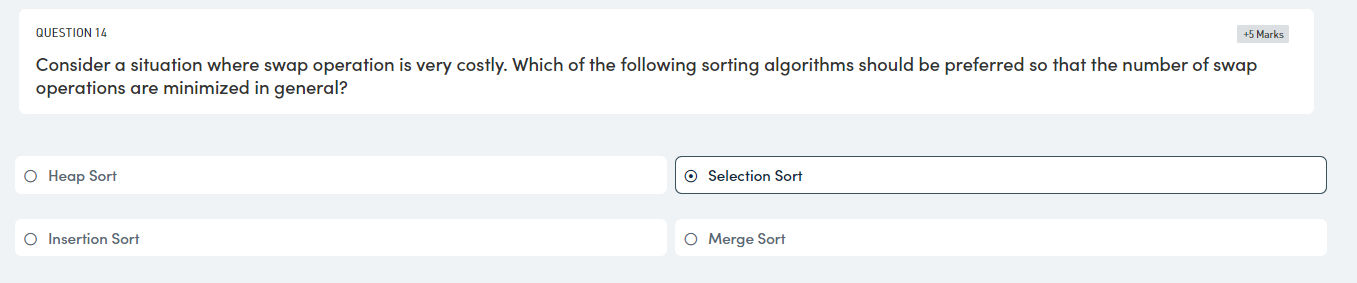 QUESTION 14
+5 Marks
Consider a situation where swap operation is very costly. Which of the following sorting algorithms should be preferred so that the number of swap
operations are minimized in general?
Heap Sort
Selection Sort
Insertion Sort
Merge Sort